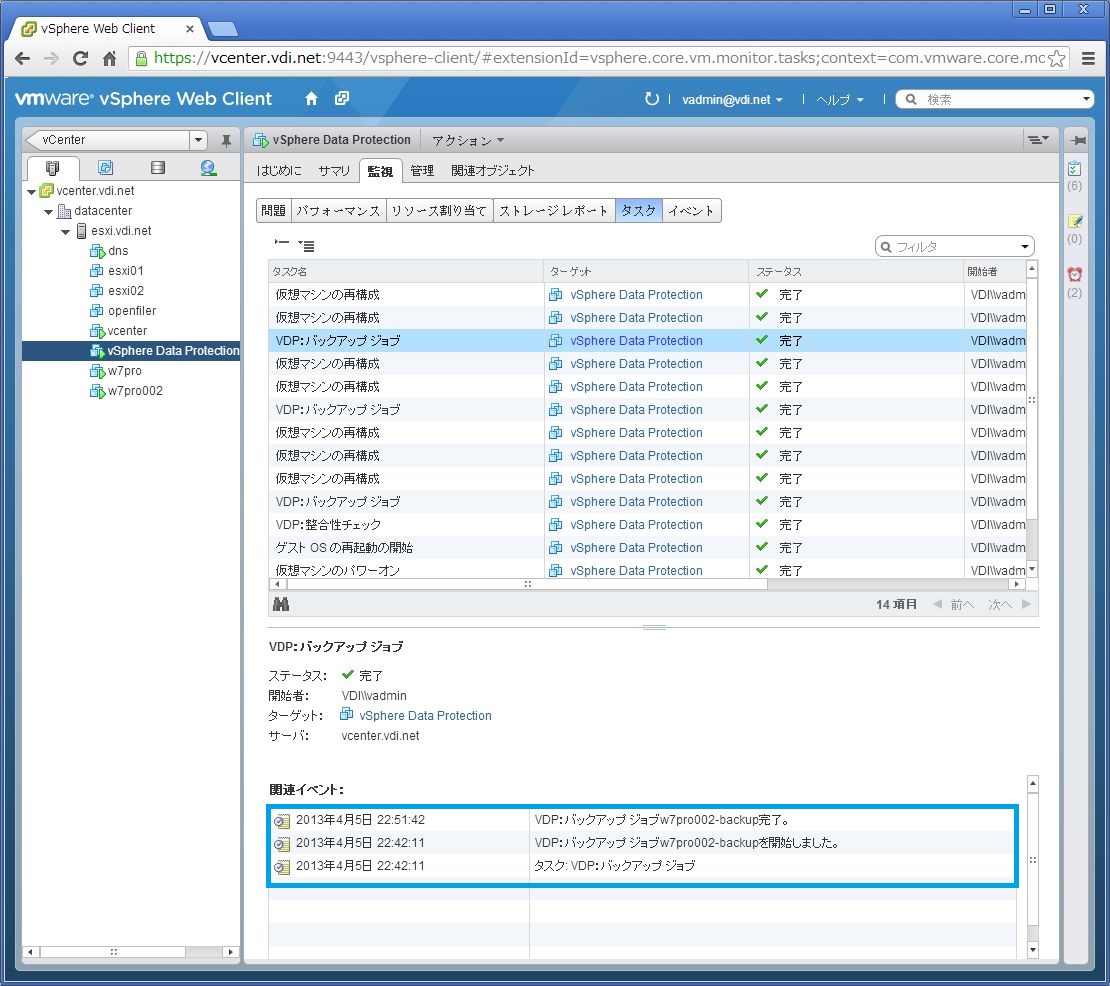 vSphere Web Client
https://vcenter.vdi.net:9443/vsphere-client/#extensionId=vsphere.core.vm.monitor.tasks;context=com.vmware.core.mc
vmware vSphere Web Client vadmin@vdi.net ヘルプ 検索
vCenter
vcenter.vdi.net
datacenter
esxi.vdi.net
dns
esxi01
esxi02
openfiler
vcenter
vSphere Data Protection
w7pro
w7pro002
vSphere Data Protection アクション
はじめに サマリ 監視 管理 関連オブジェクト
問題 パフォーマンス リソース割り当て ストレージレポート タスク イベント
フィルタ
タスク名 ターゲット ステータス 開始者
仮想マシンの再構成 vSphere Data Protection 完了 VDI\\vadm
仮想マシンの再構成 vSphere Data Protection 完了 VDI\\vadm
VDP:バックアップ ジョブ vSphere Data Protection 完了 VDI\\vadm
仮想マシンの再構成 vSphere Data Protection 完了 VDI\\vadm
仮想マシンの再構成 vSphere Data Protection 完了 VDI\\vadm
VDP:バックアップ ジョブ vSphere Data Protection 完了 VDI\\vadm
仮想マシンの再構成 vSphere Data Protection 完了 VDI\\vadm
仮想マシンの再構成 vSphere Data Protection 完了 VDI\\vadm
仮想マシンの再構成 vSphere Data Protection 完了 VDI\\vadm
VDP:バックアップ ジョブ vSphere Data Protection 完了 VDI\\vadm
VDP:整合性チェック vSphere Data Protection 完了 VDI\\vadm
ゲスト OS の再起動の開始 vSphere Data Protection 完了 VDI\\vadm
仮想マシンのパワーオン vSphere Data Protection 完了 VDI\\vadm
14 項目 前へ 次へ
VDP:バックアップ ジョブ
ステータス: 完了
開始者: VDI\\vadmin
ターゲット: vSphere Data Protection
サーバ: vcenter.vdi.net
関連イベント:
2013年4月5日 22:51:42 VDP:バックアップ ジョブw7pro002-backup完了。
2013年4月5日 22:42:11 VDP:バックアップ ジョブw7pro002-backupを開始しました。
2013年4月5日 22:42:11 タスク: VDP:バックアップ ジョブ
(6)
(0)
(2)